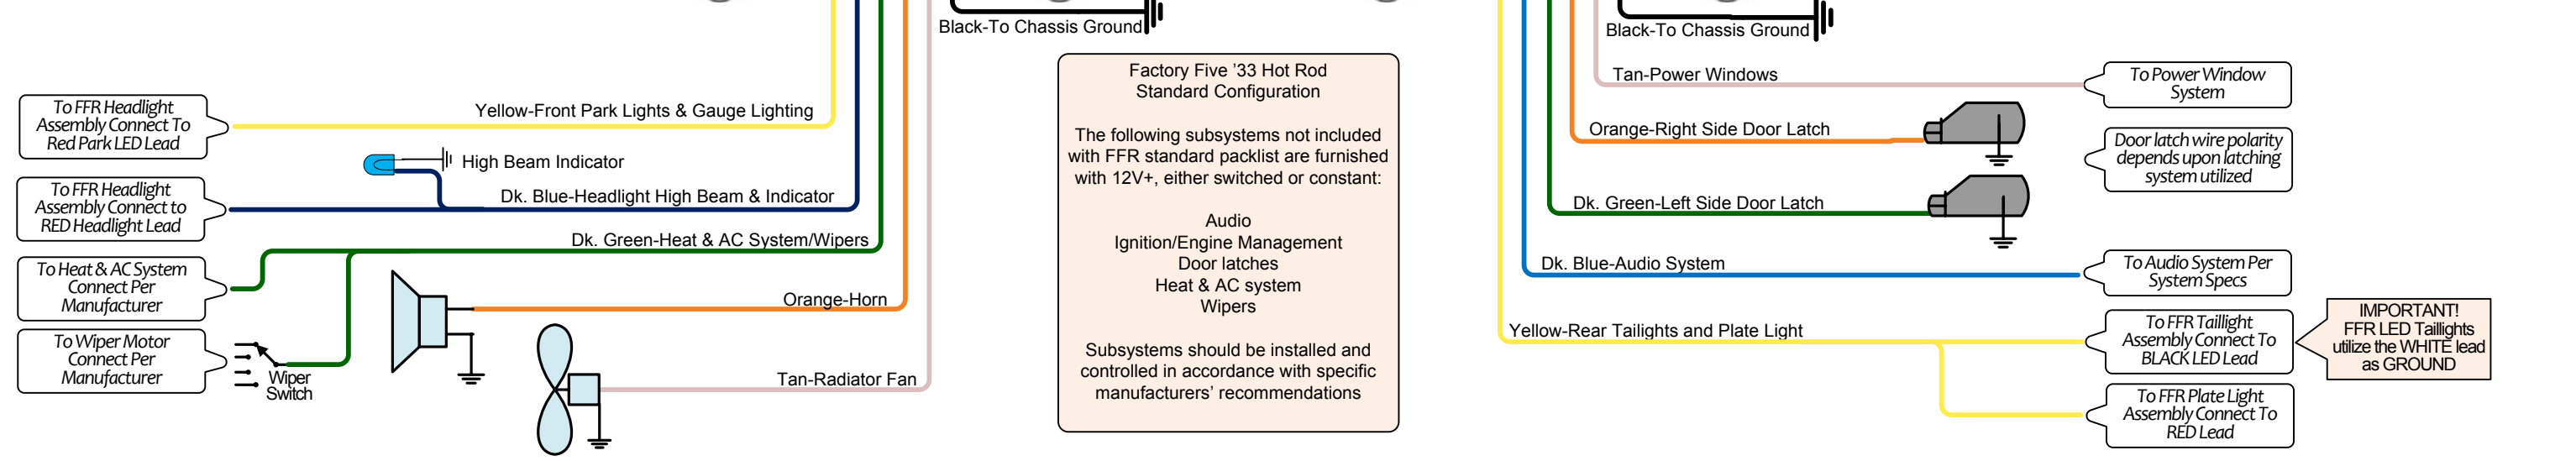 Black-To Chassis Ground
To FFR Headlight
Assembly Connect To
Red Park LED Lead
Yellow-Front Park Lights & Gauge Lighting
High Beam Indicator
To FFR Headlight
Assembly Connect to
RED Headlight Lead
Dk. Blue-Headlight High Beam & Indicator
Dk. Green-Heat & AC System/Wipers
To Heat & AC System
Connect Per
Manufacturer
Orange-Horn
To Wiper Motor
Connect Per
Manufacturer
Wiper
Switch
Tan-Radiator Fan
Factory Five '33 Hot Rod
Standard Configuration
The following subsystems not included
with FFR standard packlist are furnished
with 12V+, either switched or constant:
Audio
Ignition/Engine Management
Door latches
Heat & AC system
Wipers
Subsystems should be installed and
controlled in accordance with specific
manufacturers' recommendations
Black-To Chassis Ground
Tan-Power Windows
To Power Window
System
Orange-Right Side Door Latch
Door latch wire polarity
depends upon latching
system utilized
Dk. Green-Left Side Door Latch
Dk. Blue-Audio System
To Audio System Per
System Specs
Yellow-Rear Tailights and Plate Light
To FFR Taillight
Assembly Connect To
BLACK LED Lead
IMPORTANT!
FFR LED Taillights
utilize the WHITE lead
as GROUND
To FFR Plate Light
Assembly Connect To
RED Lead